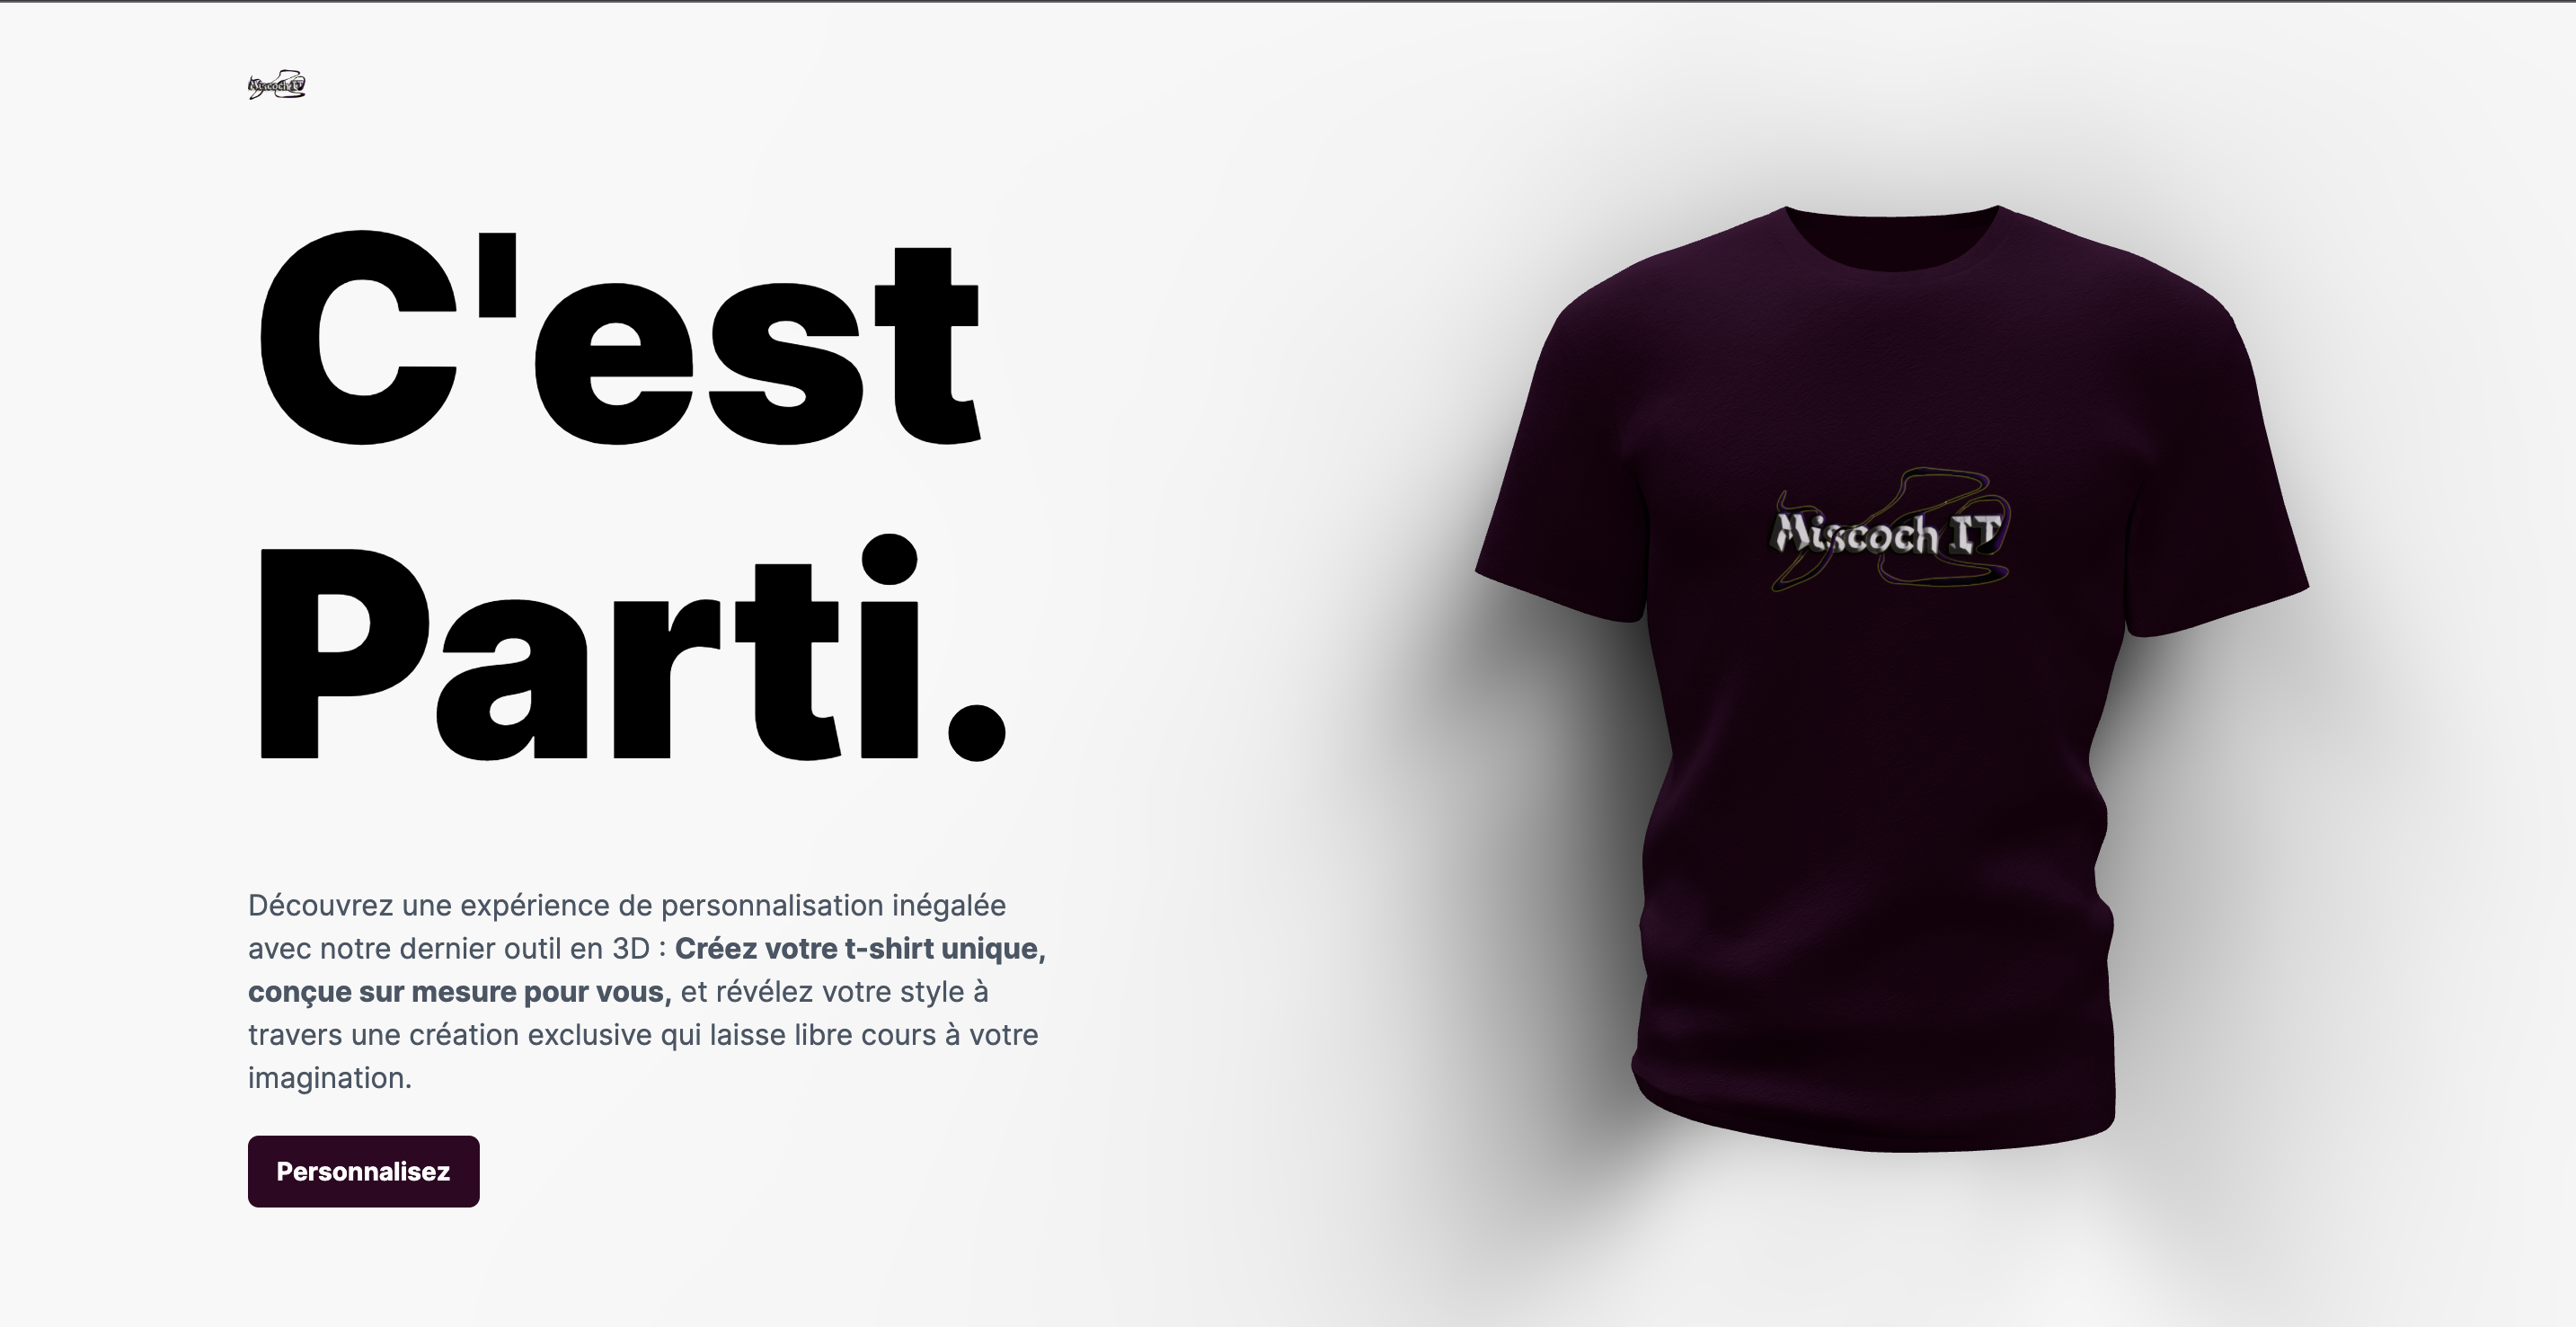 Miscoch IT
C'est
Parti.
Découvrez une expérience de personnalisation inégalée
avec notre dernier outil en 3D : Créez votre t-shirt unique,
conçue sur mesure pour vous, et révélez votre style à
travers une création exclusive qui laisse libre cours à votre
imagination.
Personnalisez
Miscoch IT